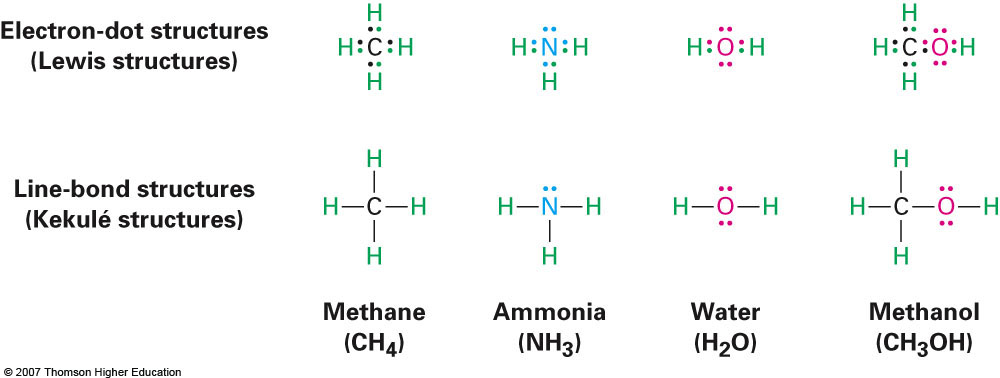 Electron-dot structures
(Lewis structures)
H
H:C:H
H
H:N:H
H
H:O:H
H
H:C:O:H
H
Line-bond structures
(Kekulé structures)
H
H—C—H
H
H—N—H
H
H—O—H
H
H—C—O—H
H
Methane
(CH₄)
Ammonia
(NH₃)
Water
(H₂O)
Methanol
(CH₃OH)
© 2007 Thomson Higher Education